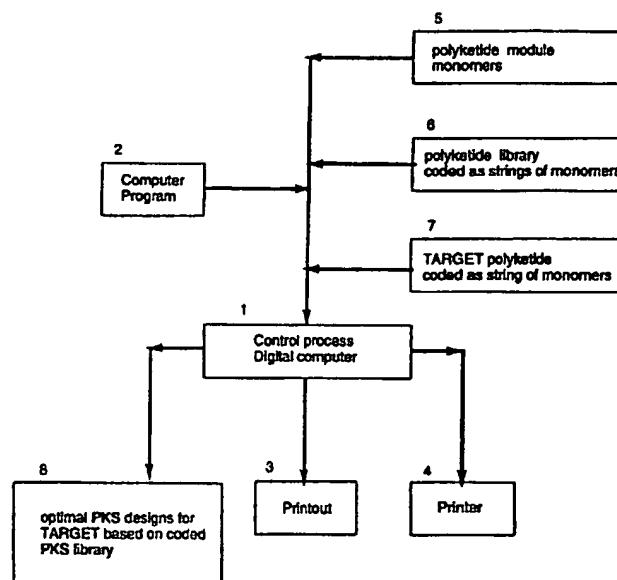 5
polyketide module
monomers
6
polyketide library
coded as strings of monomers
2
Computer
Program
7
TARGET polyketide
coded as string of monomers
1
Control process
Digital computer
8
optimal PKS designs for
TARGET based on coded
PKS library
3
Printout
4
Printer